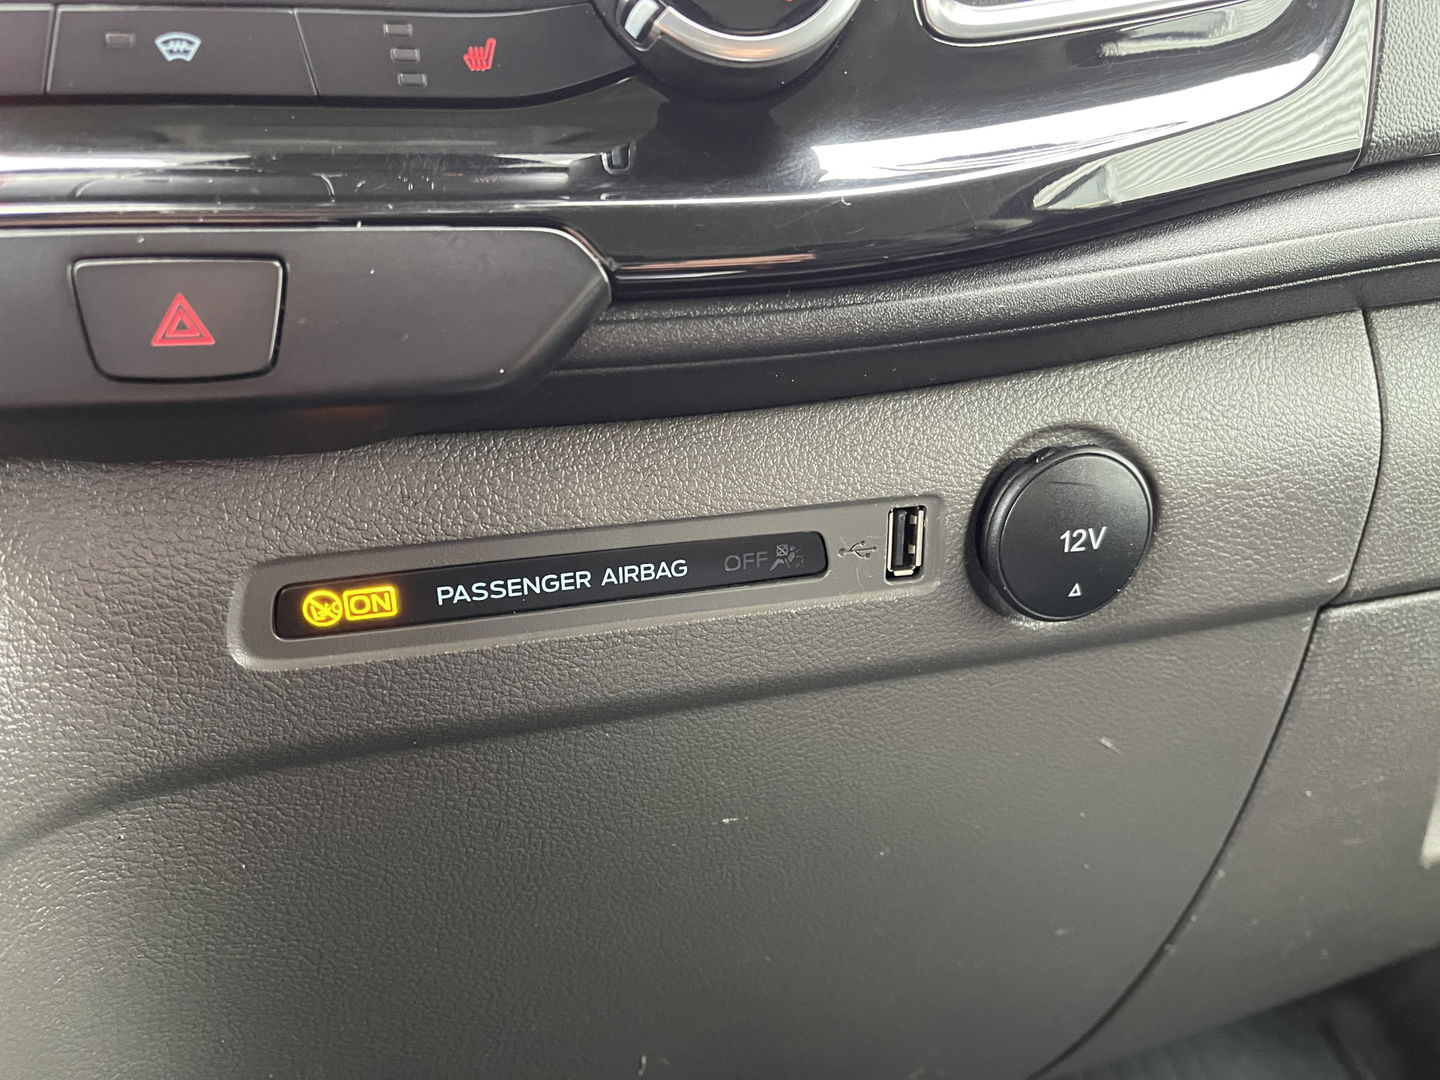 ON PASSENGER AIRBAG OFF
12V